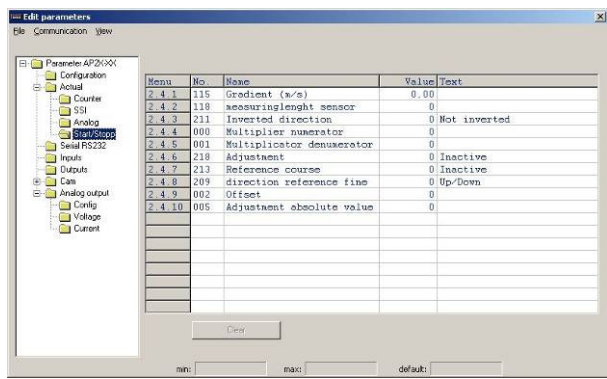 Edit parameters
File Communication View
Parameter AP2KXX
Configuration
Actual
Counter
SSI
Analog
Start/Stopp
Serial RS232
Inputs
Outputs
Cam
Analog output
Config
Voltage
Current
Menu No. Name Value Text
2.4.1 115 Gradient (m/s) 0.00
2.4.2 118 measuringlenght sensor 0
2.4.3 211 Inverted direction 0 Not inverted
2.4.4 000 Multiplier numerator 0
2.4.5 001 Multiplicator denumerator 0
2.4.6 218 Adjustment 0 Inactive
2.4.7 213 Reference course 0 Inactive
2.4.8 209 direction reference fine 0 Up/Down
2.4.9 002 Offset 0
2.4.10 005 Adjustment absolute value 0
Clear
min: max: default: